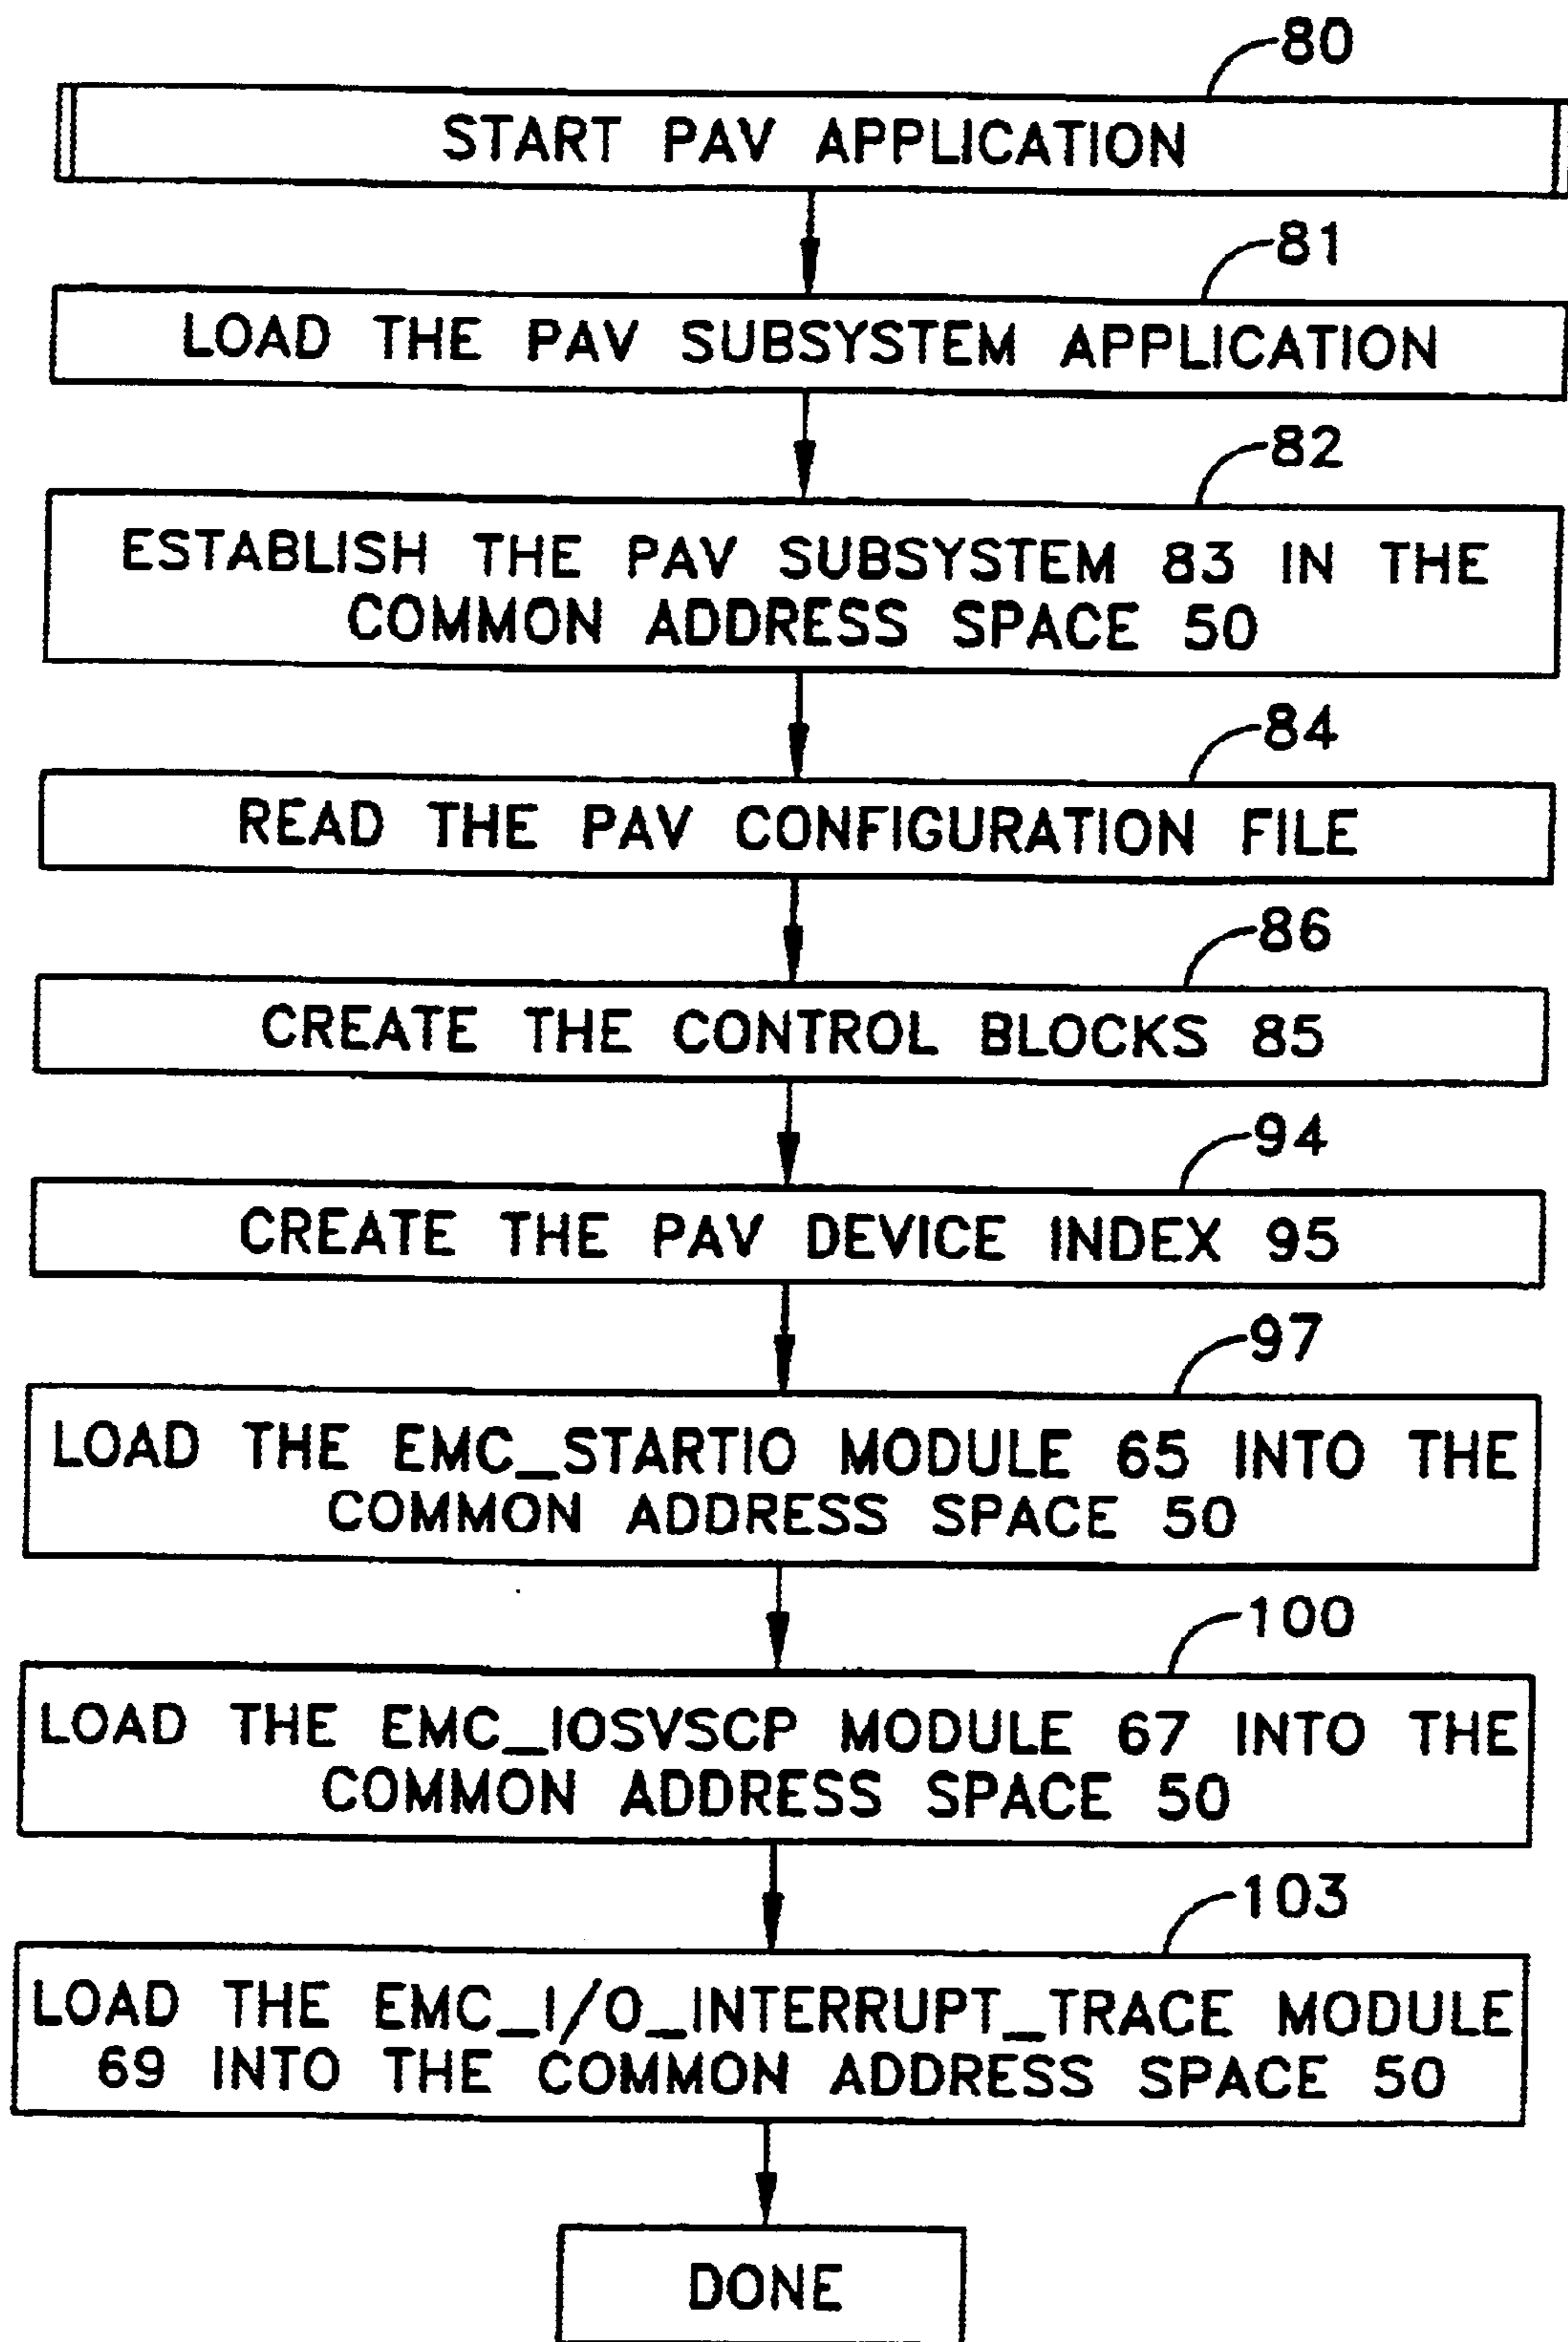 80
START PAV APPLICATION
81
LOAD THE PAV SUBSYSTEM APPLICATION
82
ESTABLISH THE PAV SUBSYSTEM 83 IN THE
COMMON ADDRESS SPACE 50
84
READ THE PAV CONFIGURATION FILE
86
CREATE THE CONTROL BLOCKS 85
94
CREATE THE PAV DEVICE INDEX 95
97
LOAD THE EMC_STARTIO MODULE 65 INTO THE
COMMON ADDRESS SPACE 50
100
LOAD THE EMC_IOSVSCP MODULE 67 INTO THE
COMMON ADDRESS SPACE 50
103
LOAD THE EMC_I/O_INTERRUPT_TRACE MODULE
69 INTO THE COMMON ADDRESS SPACE 50
DONE